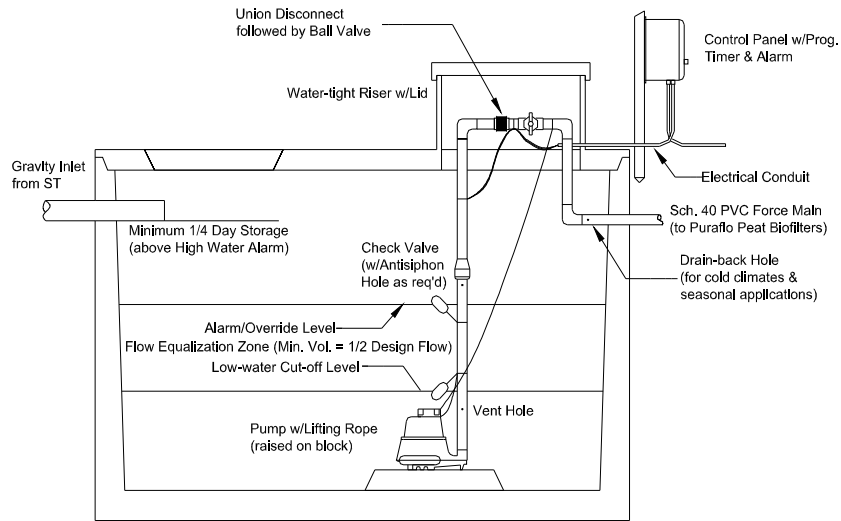 Union Disconnect
followed by Ball Valve
Control Panel w/Prog.
Timer & Alarm
Water-tight Riser w/Lid
Gravity Inlet
from ST
Electrical Conduit
Minimum 1/4 Day Storage
(above High Water Alarm)
Sch. 40 PVC Force Main
(to Puraflo Peat Biofilters)
Check Valve
(w/Antisiphon
Hole as req'd)
Drain-back Hole
(for cold climates &
seasonal applications)
Alarm/Override Level
Flow Equalization Zone (Min. Vol. = 1/2 Design Flow)
Low-water Cut-off Level
Vent Hole
Pump w/Lifting Rope
(raised on block)